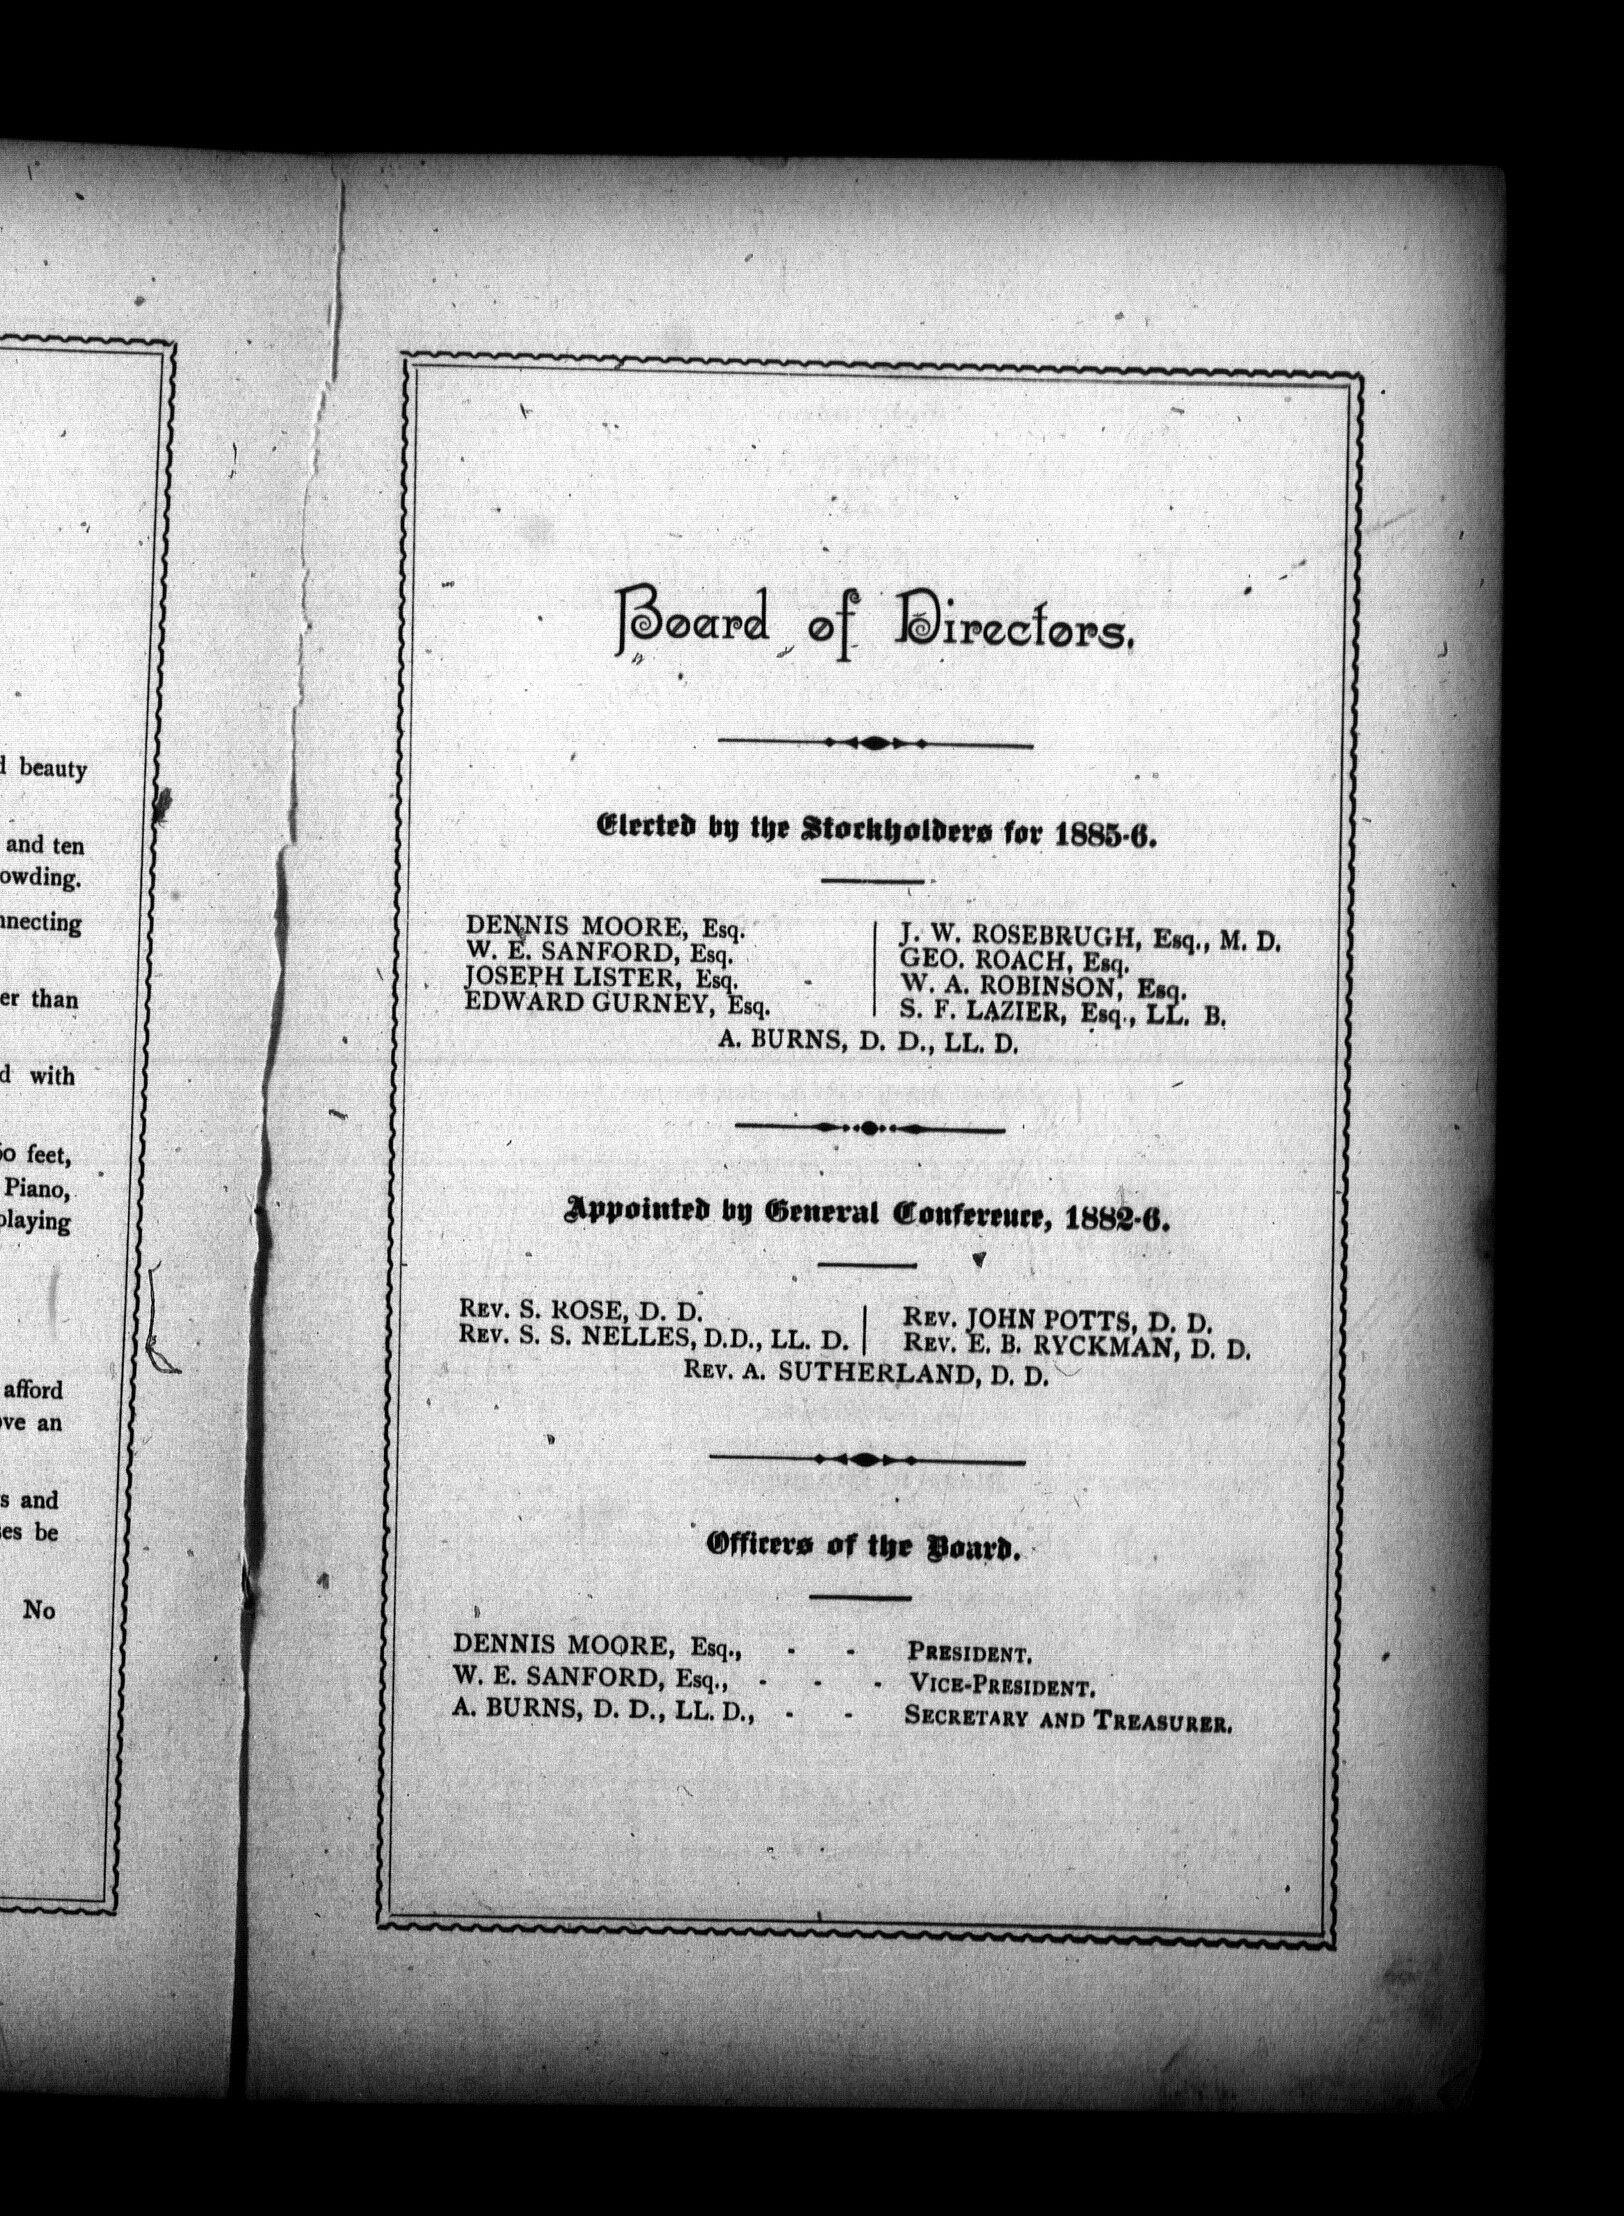 d beauty
and ten
owding.
nnecting
er than
d with
60 feet,
Piano,
playing
afford
ove an
s and
ses be
No
Board of Directors.
Elected by the Stockholders for 1885-6.
DENNIS MOORE, Esq.
W. E. SANFORD, Esq.
JOSEPH LISTER, Esq.
EDWARD GURNEY, Esq.
J. W. ROSEBRUGH, Esq., M. D.
GEO. ROACH, Esq.
W. A. ROBINSON, Esq.
S. F. LAZIER, Esq., LL. B.
A. BURNS, D. D., LL. D.
Appointed by General Conference, 1882-6.
REV. S. ROSE, D. D.
REV. S. S. NELLES, D.D., LL. D.
REV. JOHN POTTS, D. D.
REV. E. B. RYCKMAN, D. D.
REV. A. SUTHERLAND, D. D.
Officers of the Board.
DENNIS MOORE, Esq., - - PRESIDENT.
W. E. SANFORD, Esq., - - - VICE-PRESIDENT.
A. BURNS, D. D., LL. D., - - SECRETARY AND TREASURER.